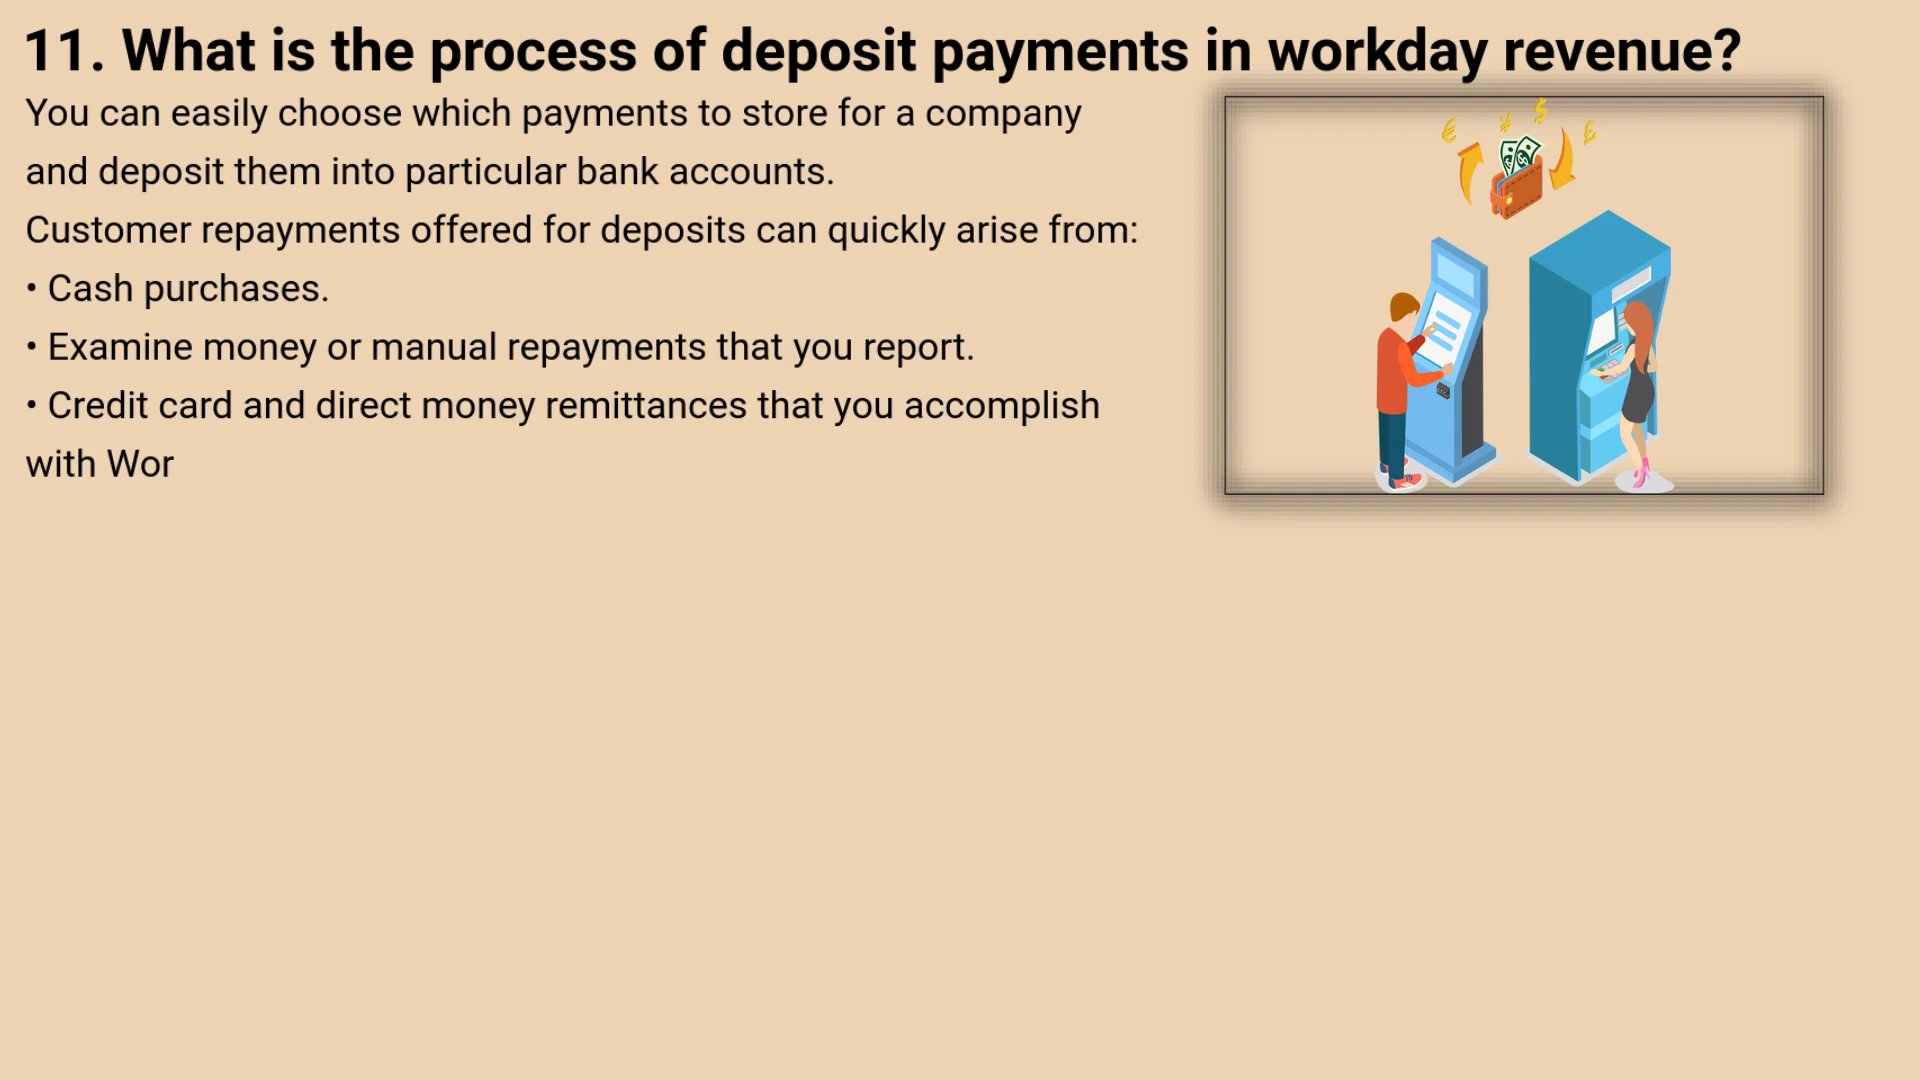 11. What is the process of deposit payments in workday revenue?
You can easily choose which payments to store for a company
and deposit them into particular bank accounts.
Customer repayments offered for deposits can quickly arise from:
• Cash purchases.
• Examine money or manual repayments that you report.
• Credit card and direct money remittances that you accomplish
with Wor
€ ¥ $ £